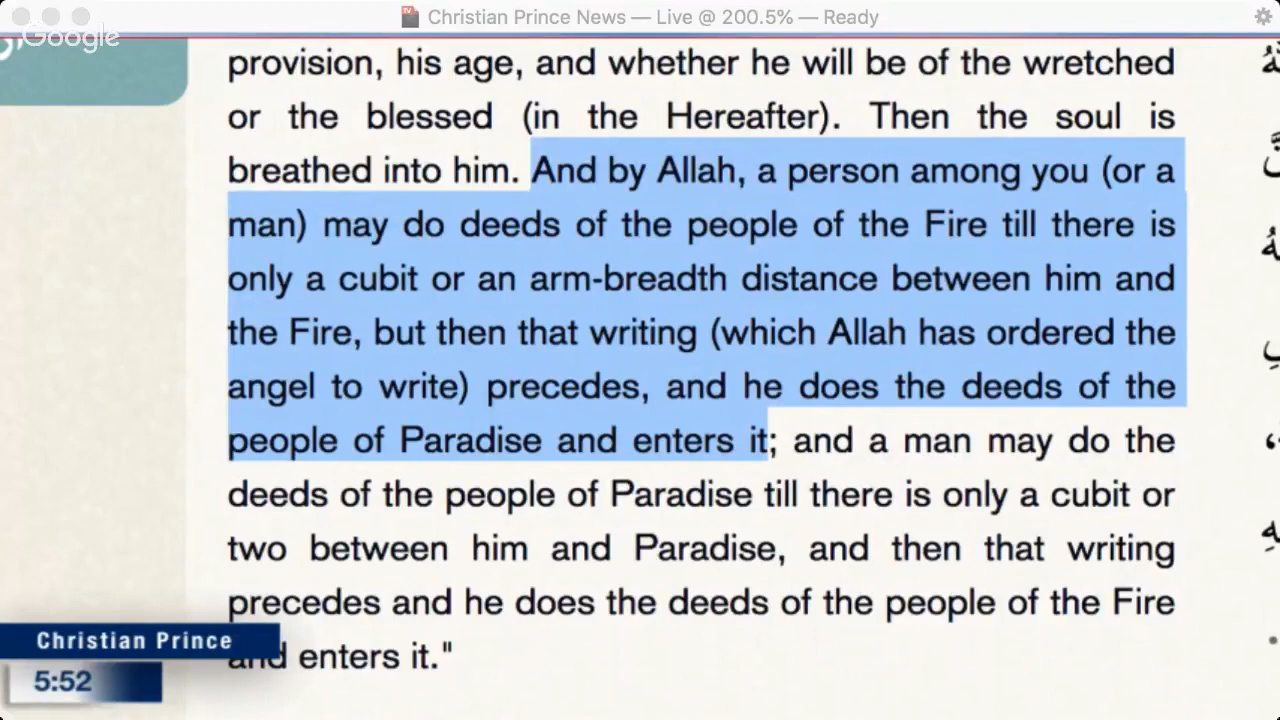 Christian Prince News — Live @ 200.5% — Ready
Google
provision, his age, and whether he will be of the wretched
or the blessed (in the Hereafter). Then the soul is
breathed into him. And by Allah, a person among you (or a
man) may do deeds of the people of the Fire till there is
only a cubit or an arm-breadth distance between him and
the Fire, but then that writing (which Allah has ordered the
angel to write) precedes, and he does the deeds of the
people of Paradise and enters it; and a man may do the
deeds of the people of Paradise till there is only a cubit or
two between him and Paradise, and then that writing
precedes and he does the deeds of the people of the Fire
and enters it."
Christian Prince
5:52